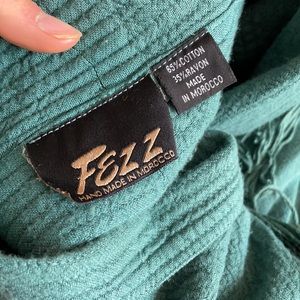 65% COTTON
35% RAYON
MADE
IN MOROCCO
FEZZ
HAND MADE IN MOROCCO